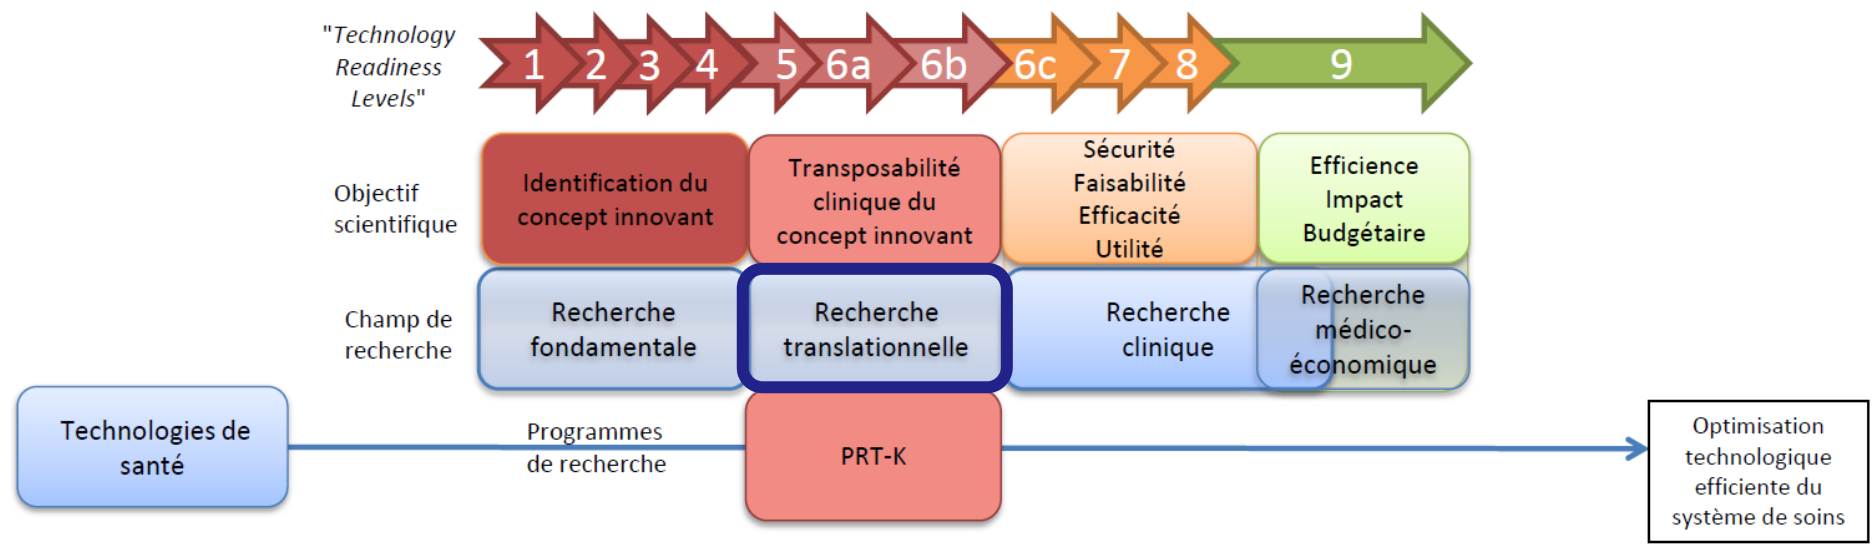 "Technology
Readiness
Levels"
1 2 3 4 5 6a 6b 6c 7 8 9
Objectif
scientifique
Identification du
concept innovant
Transposabilité
clinique du
concept innovant
Sécurité
Faisabilité
Efficacité
Utilité
Efficience
Impact
Budgétaire
Champ de
recherche
Recherche
fondamentale
Recherche
translationnelle
Recherche
clinique
Recherche
médico-
économique
Technologies de
santé
Programmes
de recherche
PRT-K
Optimisation
technologique
efficiente du
système de soins